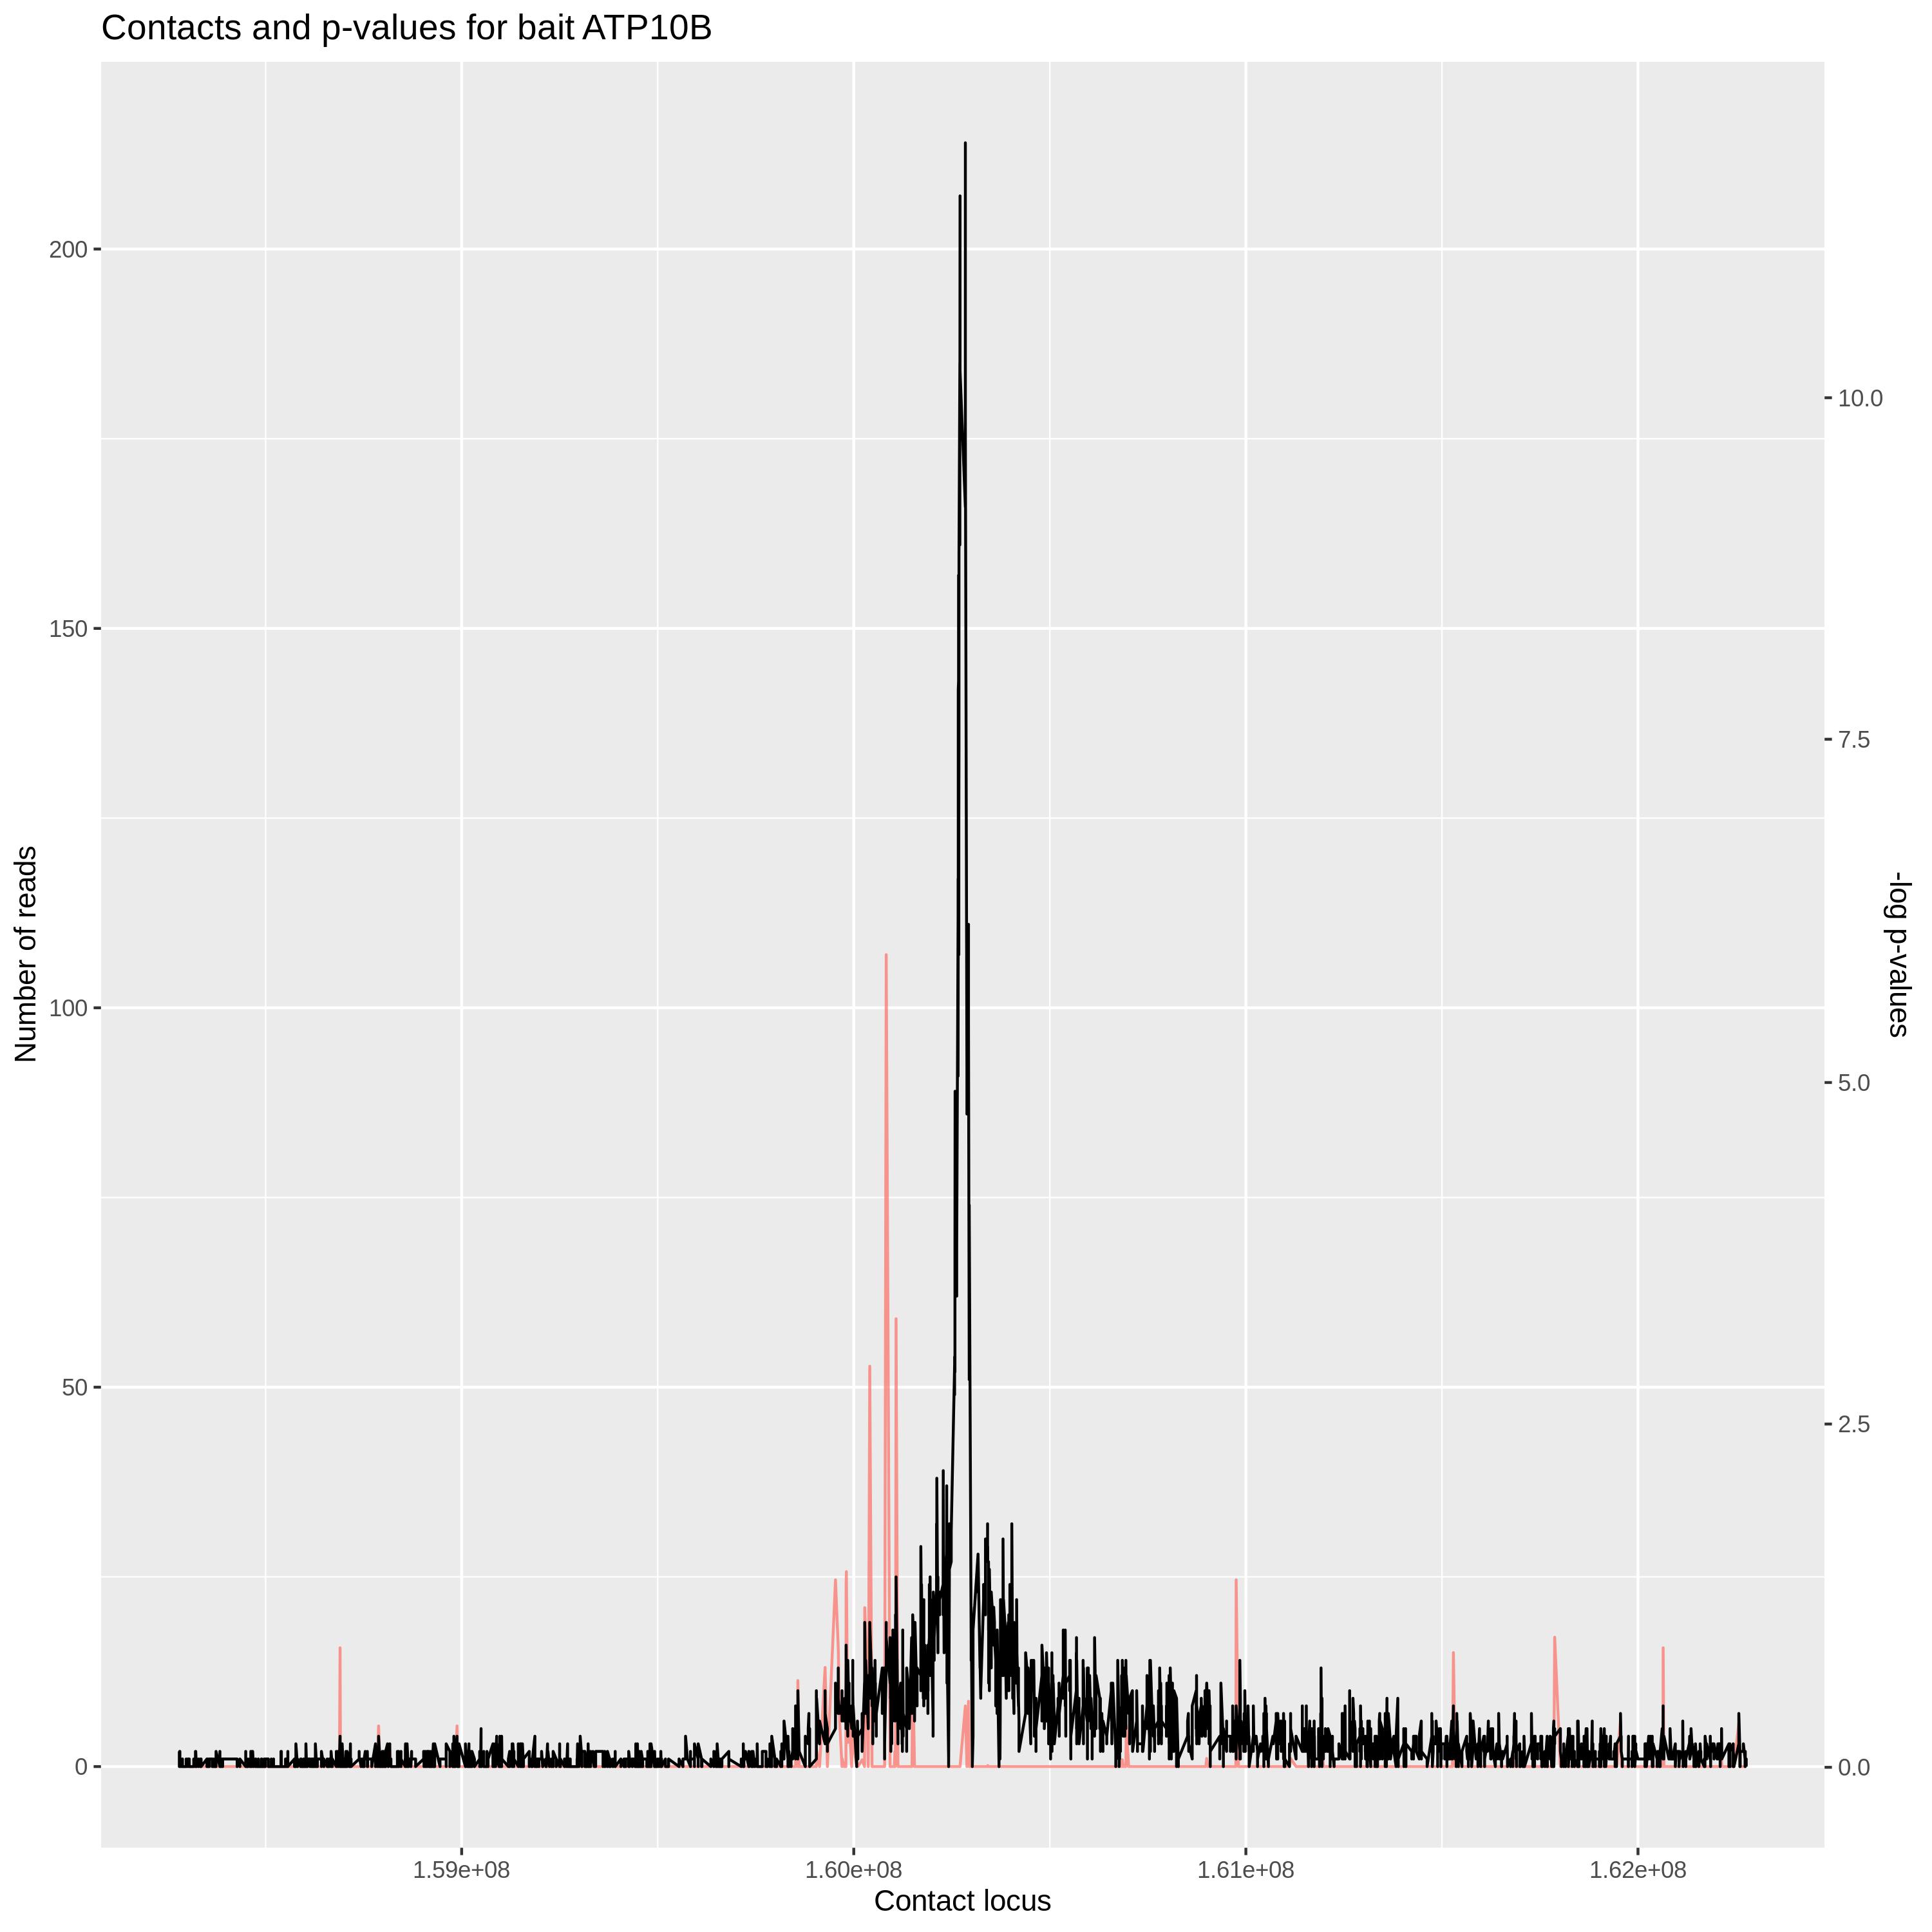 Contacts and p-values for bait ATP10B
200
150
100
50
0
10.0
7.5
5.0
2.5
0.0
Number of reads
-log p-values
1.59e+08 1.60e+08 1.61e+08 1.62e+08
Contact locus